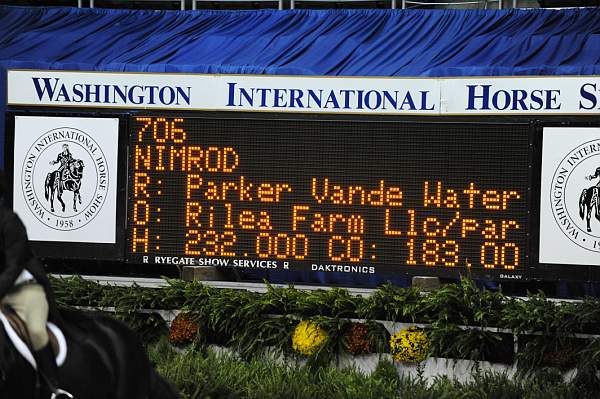 WASHINGTON INTERNATIONAL HORSE S
706
NIMROD
R: Parker Vande Water
O: Rilea Farm Llc/par
H: 232.000 CO: 183.00
RYEGATE SHOW SERVICES DAKTRONICS GALAXY
WASHINGTON INTERNATIONAL HORSE SHOW
1958